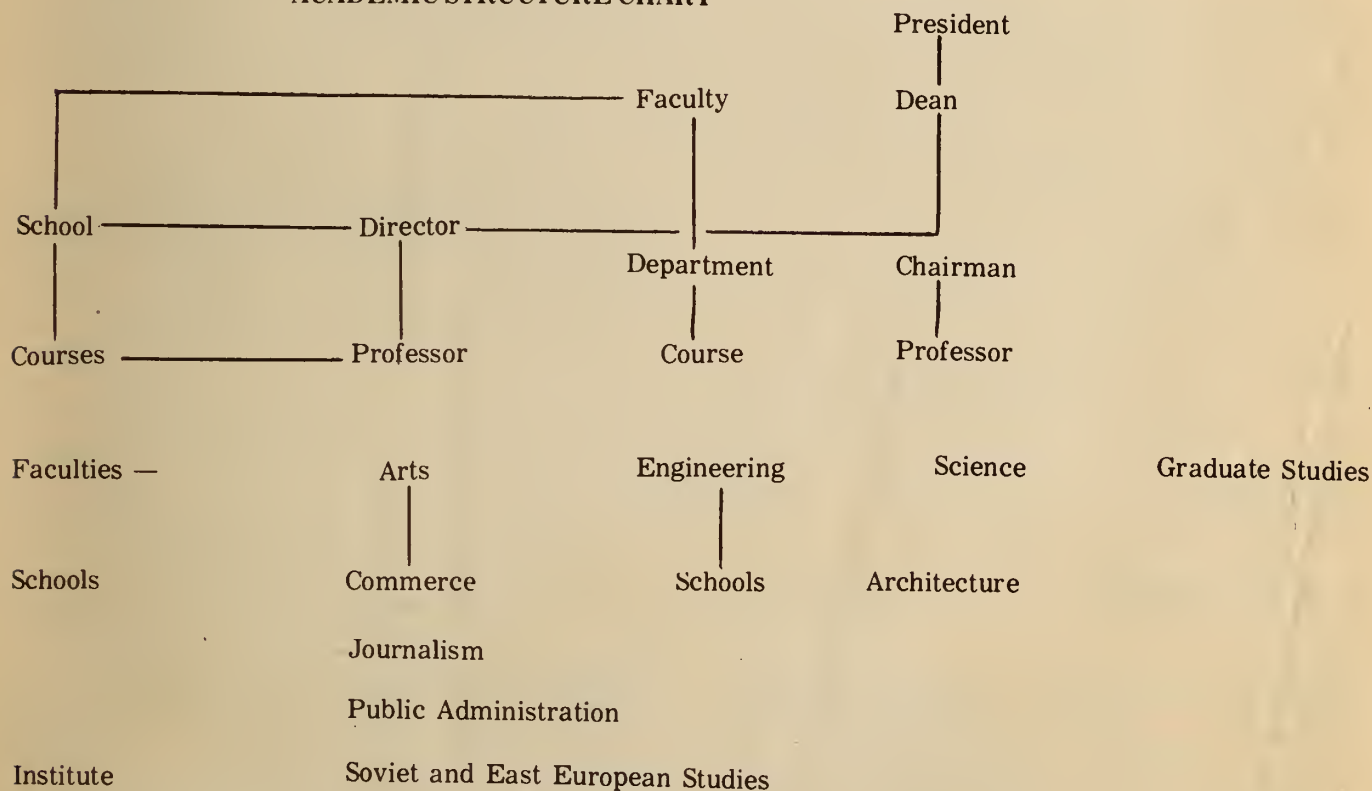 ACADEMIC STRUCTURE CHART
President
Faculty Dean
School Director
Department Chairman
Courses Professor Course Professor
Faculties — Arts Engineering Science Graduate Studies
Schools Commerce Schools Architecture
Journalism
Public Administration
Institute Soviet and East European Studies